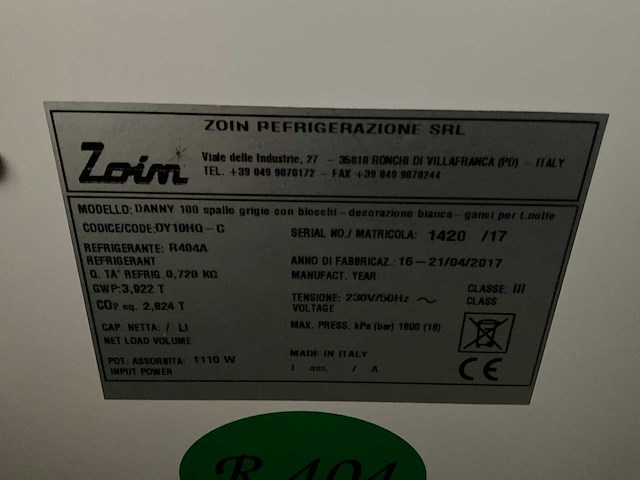 ZOIN REFRIGERAZIONE SRL
Zoin
Viale delle Industrie, 27 - 35010 RONCHI DI VILLAFRANCA (PD) - ITALY
TEL. +39 049 9070172 - FAX +39 049 9070244
MODELLO: DANNY 100 spalle grigie con blocchi-decorazione bianca-ganci per t.notte
CODICE/CODE:DY10HQ-G
SERIAL NO./ MATRICOLA: 1420 /17
REFRIGERANTE: R404A
REFRIGERANT
ANNO DI FABBRICAZ.: 16-21/04/2017
MANUFACT. YEAR
Q. TA' REFRIG. 0,720 KG
GWP: 3,922 T
CLASSE: III
CLASS
TENSIONE: 230V/50Hz ~
VOLTAGE
CO2 eq. 2,824 T
CAP. NETTA: / Lt
NET LOAD VOLUME
MAX. PRESS. kPa (bar) 1800 (18)
POT. ASSORBITA: 1110 W
INPUT POWER
MADE IN ITALY
I nom. / A
CE
R 404